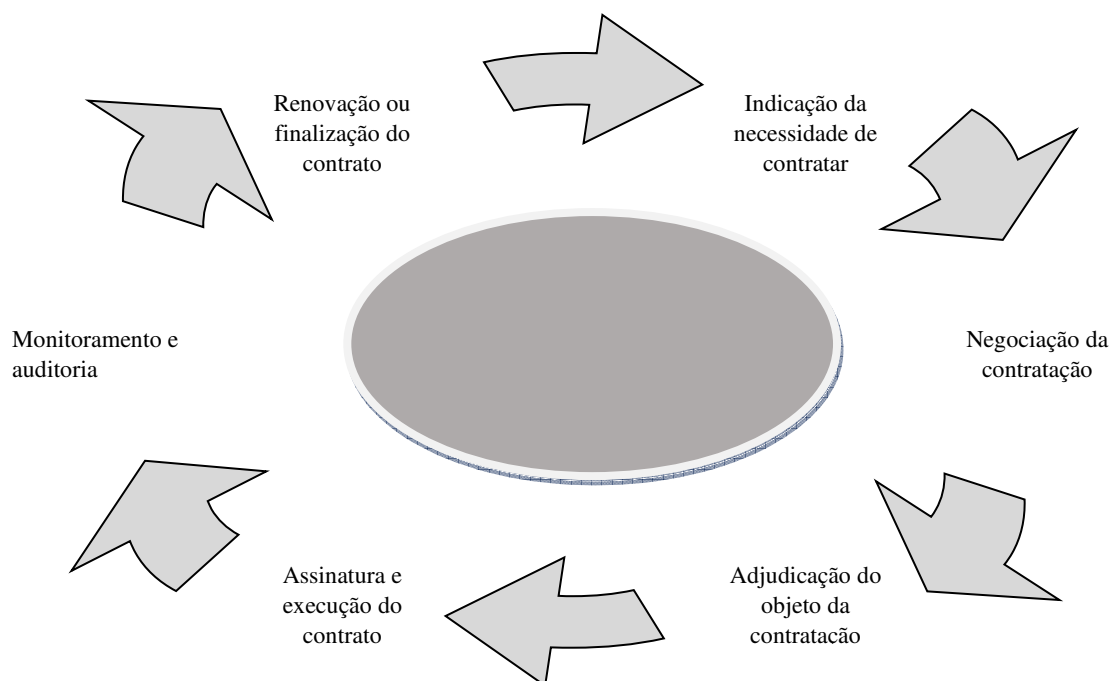 Renovação ou
finalização do
contrato
Indicação da
necessidade de
contratar
Negociação da
contratação
Adjudicação do
objeto da
contratacão
Assinatura e
execução do
contrato
Monitoramento e
auditoria